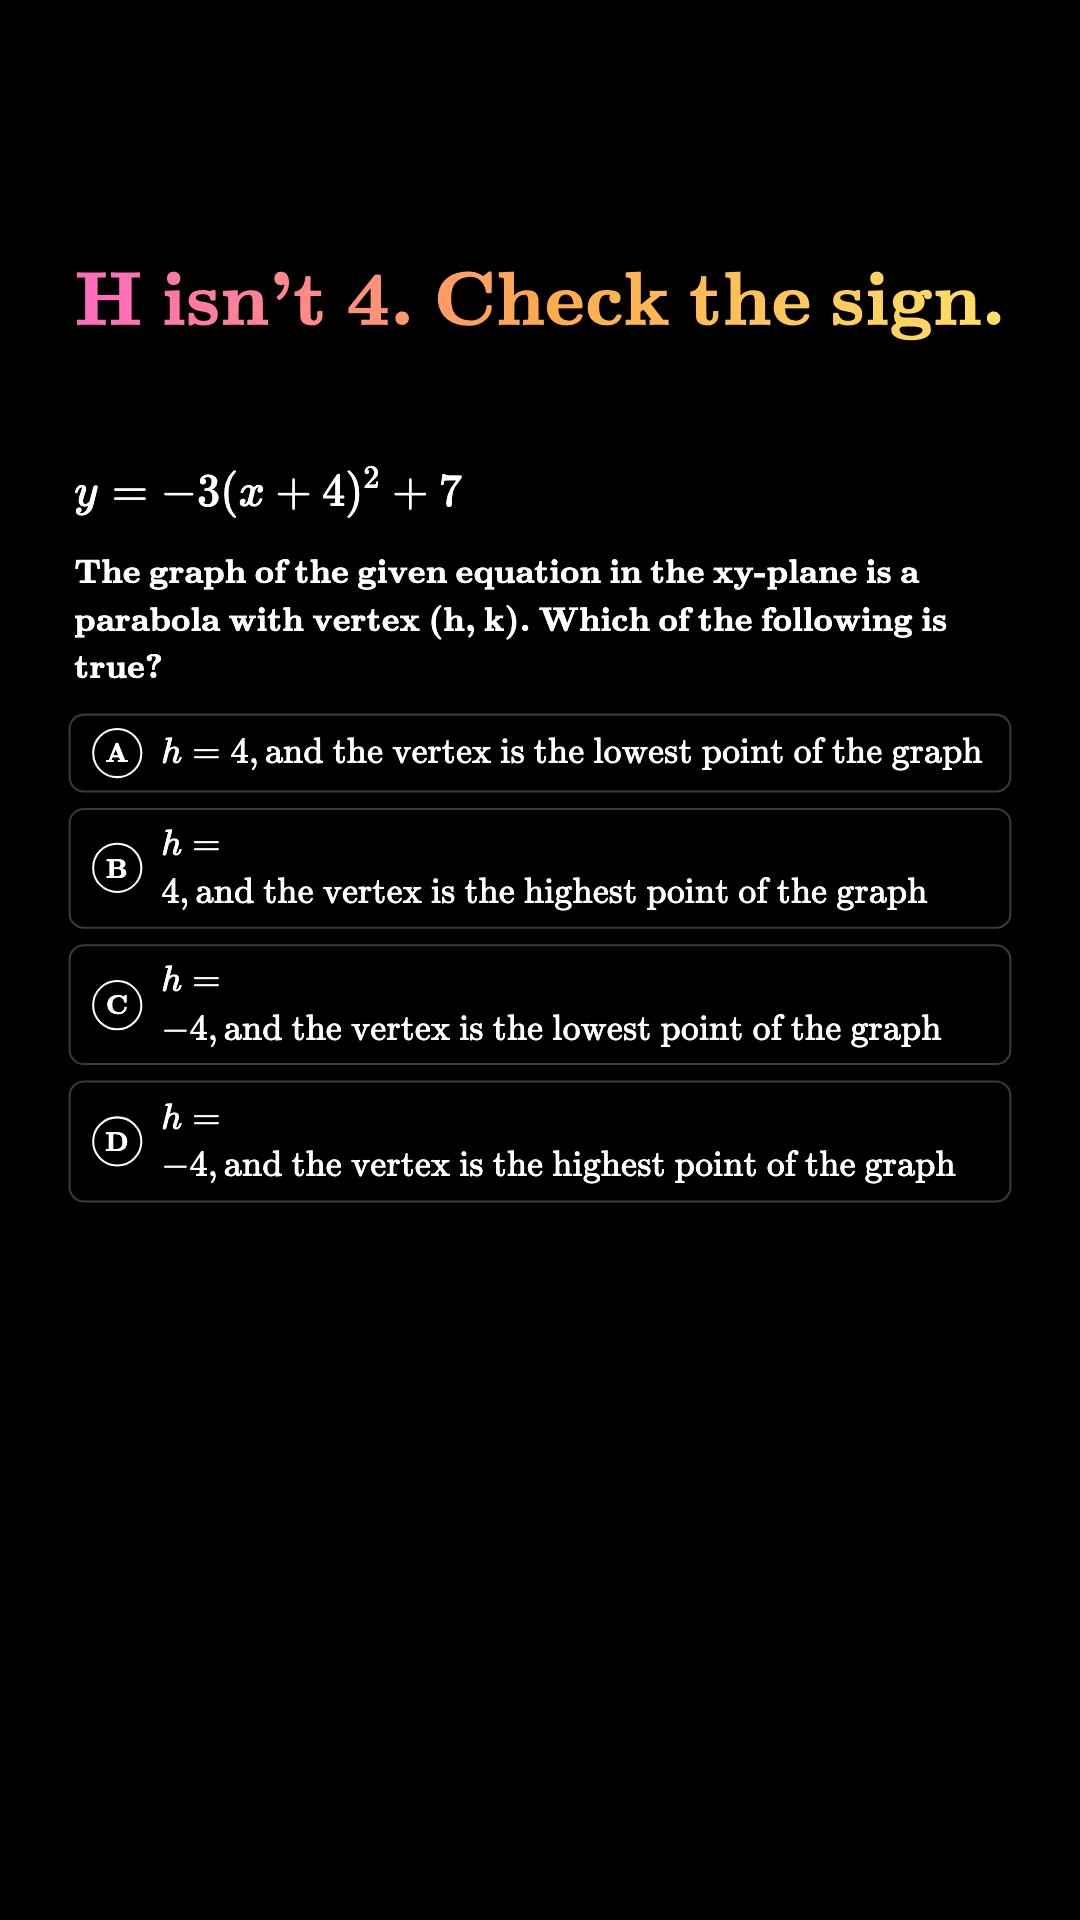 H isn’t 4. Check the sign.
y = −3(x + 4)² + 7
The graph of the given equation in the xy-plane is a
parabola with vertex (h, k). Which of the following is
true?
A h = 4, and the vertex is the lowest point of the graph
B h =
4, and the vertex is the highest point of the graph
C h =
−4, and the vertex is the lowest point of the graph
D h =
−4, and the vertex is the highest point of the graph